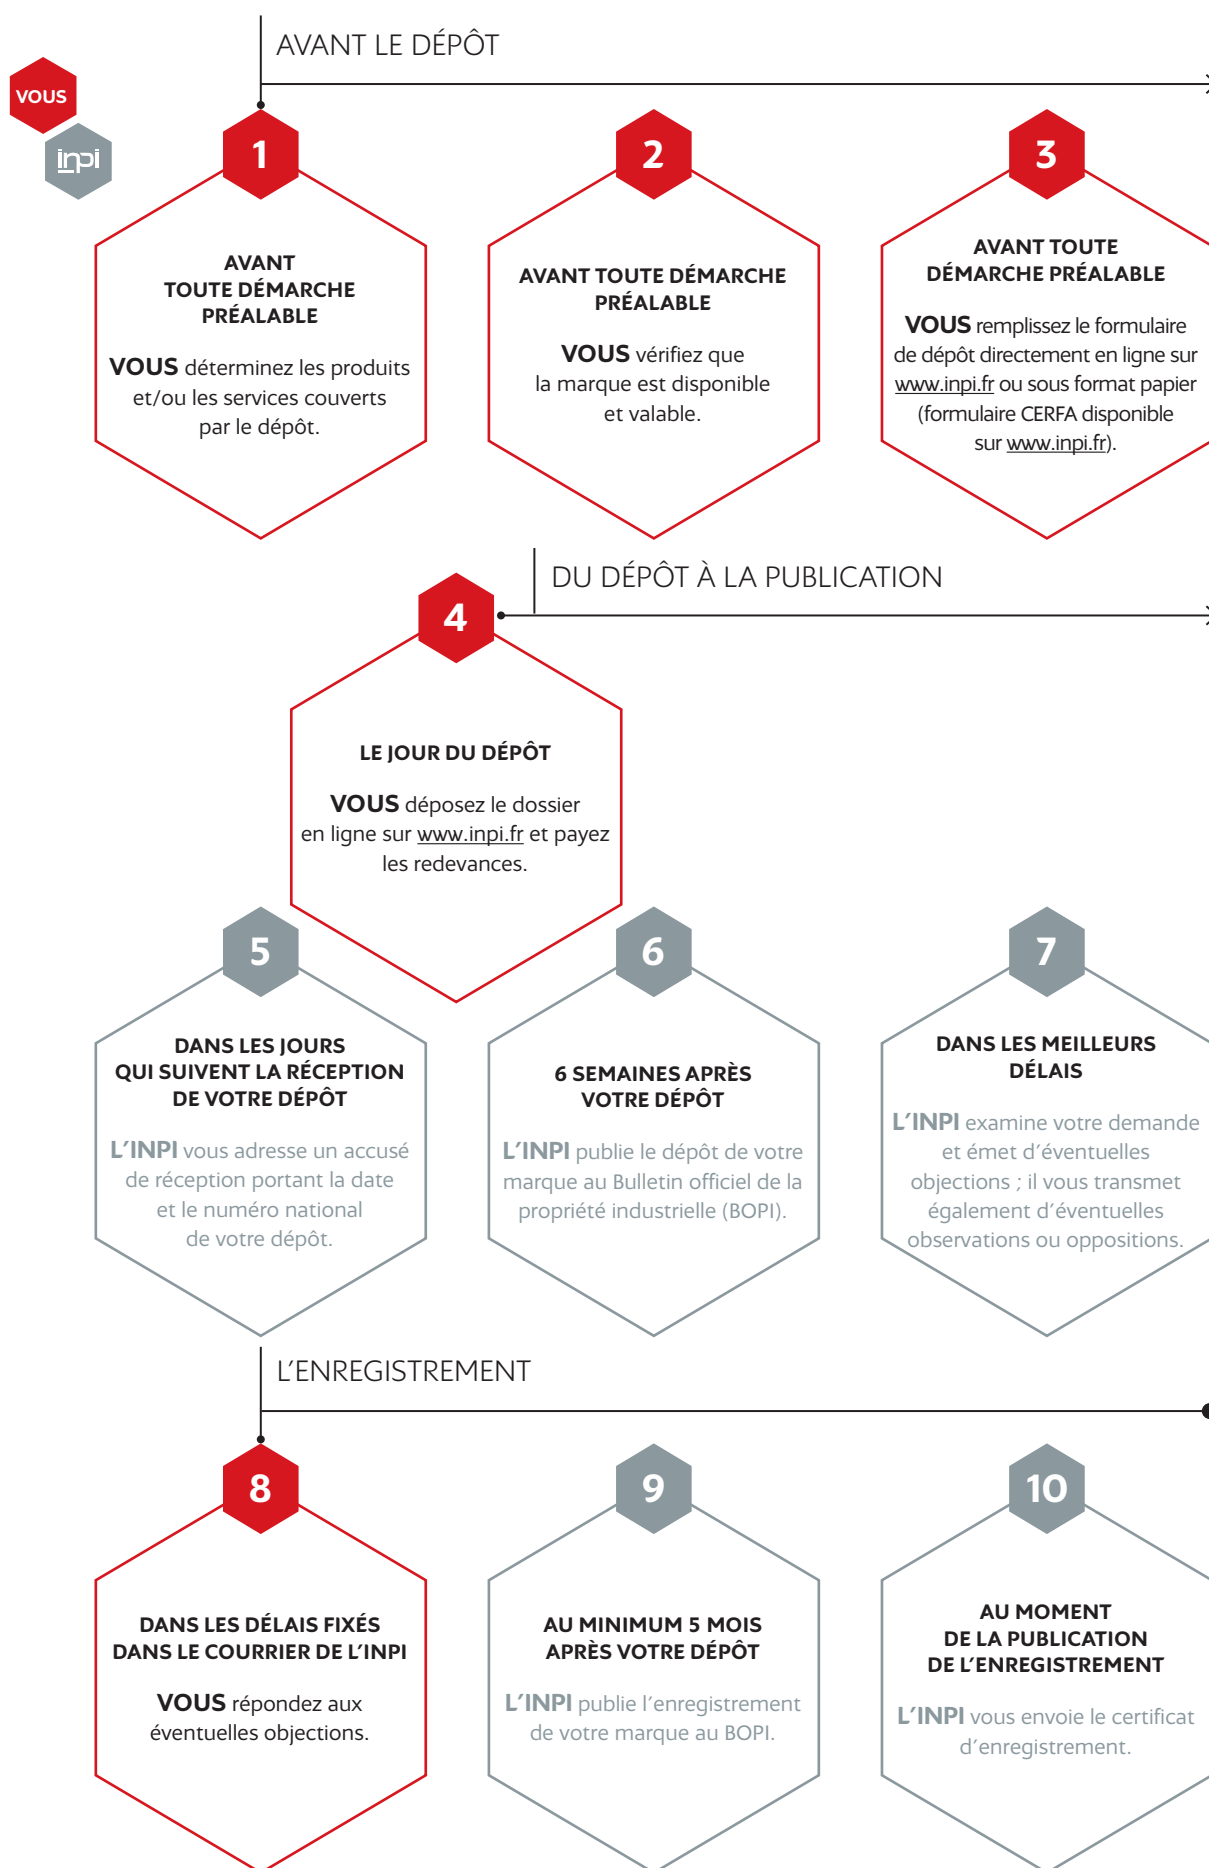 AVANT LE DÉPÔT
VOUS
inpi
1
AVANT
TOUTE DÉMARCHE
PRÉALABLE
VOUS déterminez les produits
et/ou les services couverts
par le dépôt.
2
AVANT TOUTE DÉMARCHE
PRÉALABLE
VOUS vérifiez que
la marque est disponible
et valable.
3
AVANT TOUTE
DÉMARCHE PRÉALABLE
VOUS remplissez le formulaire
de dépôt directement en ligne sur
www.inpi.fr ou sous format papier
(formulaire CERFA disponible
sur www.inpi.fr).
DU DÉPÔT À LA PUBLICATION
4
LE JOUR DU DÉPÔT
VOUS déposez le dossier
en ligne sur www.inpi.fr et payez
les redevances.
5
DANS LES JOURS
QUI SUIVENT LA RÉCEPTION
DE VOTRE DÉPÔT
L'INPI vous adresse un accusé
de réception portant la date
et le numéro national
de votre dépôt.
6
6 SEMAINES APRÈS
VOTRE DÉPÔT
L'INPI publie le dépôt de votre
marque au Bulletin officiel de la
propriété industrielle (BOPI).
7
DANS LES MEILLEURS
DÉLAIS
L'INPI examine votre demande
et émet d'éventuelles
objections ; il vous transmet
également d'éventuelles
observations ou oppositions.
L'ENREGISTREMENT
8
DANS LES DÉLAIS FIXÉS
DANS LE COURRIER DE L'INPI
VOUS répondez aux
éventuelles objections.
9
AU MINIMUM 5 MOIS
APRÈS VOTRE DÉPÔT
L'INPI publie l'enregistrement
de votre marque au BOPI.
10
AU MOMENT
DE LA PUBLICATION
DE L'ENREGISTREMENT
L'INPI vous envoie le certificat
d'enregistrement.